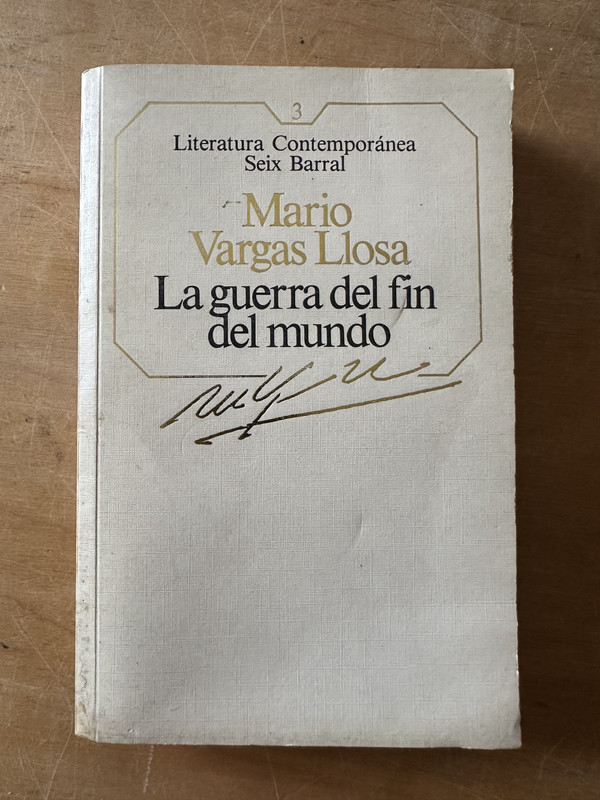 3
Literatura Contemporánea
Seix Barral
Mario
Vargas Llosa
La guerra del fin
del mundo